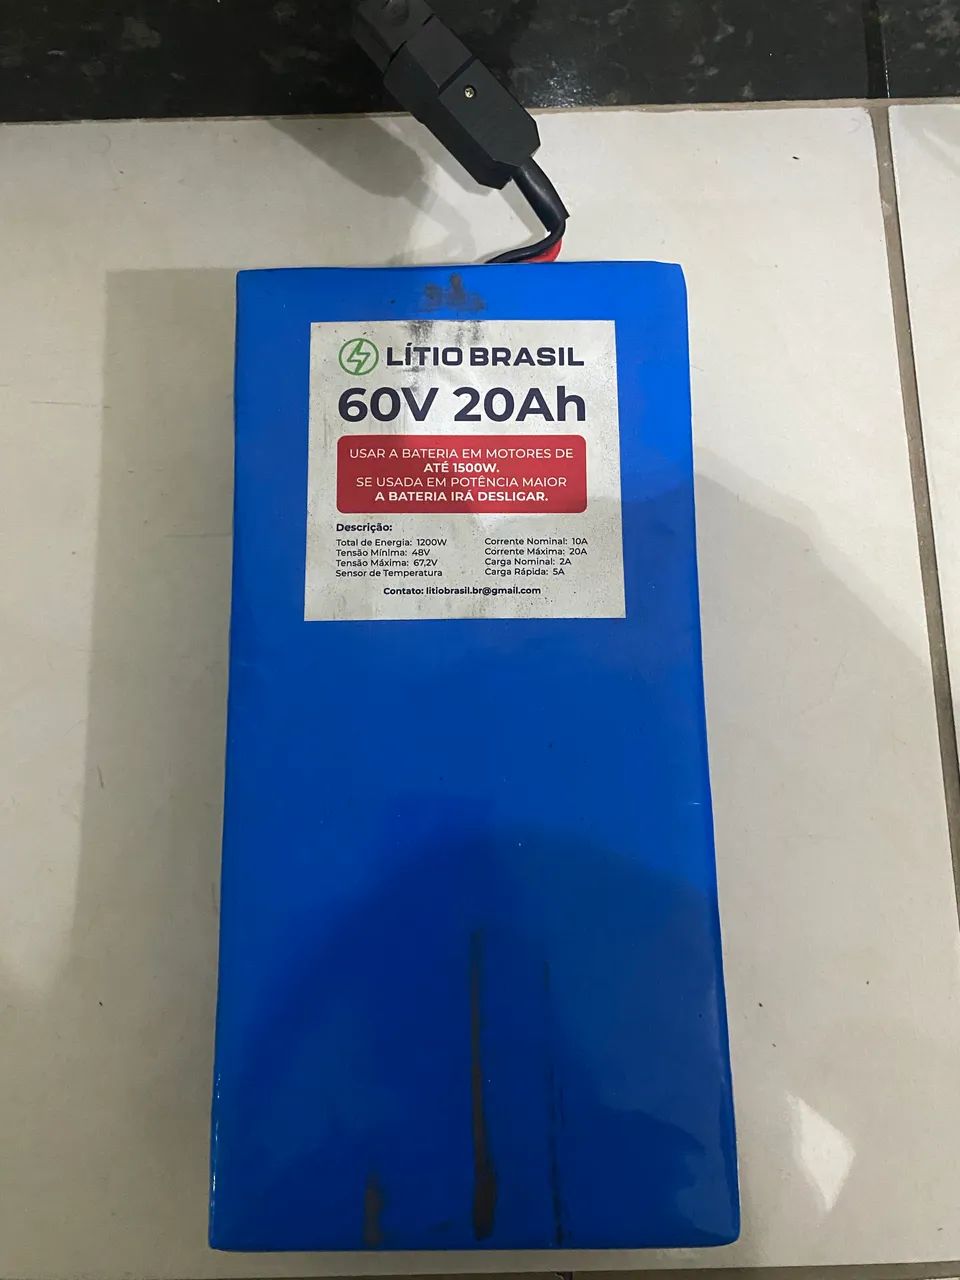 LÍTIO BRASIL
60V 20Ah
USAR A BATERIA EM MOTORES DE
ATÉ 1500W.
SE USADA EM POTÊNCIA MAIOR
A BATERIA IRÁ DESLIGAR.
Descrição:
Total de Energia: 1200W
Tensão Mínima: 48V
Tensão Máxima: 67,2V
Sensor de Temperatura
Corrente Nominal: 10A
Corrente Máxima: 20A
Carga Nominal: 2A
Carga Rápida: 5A
Contato: litiobrasil.br@gmail.com